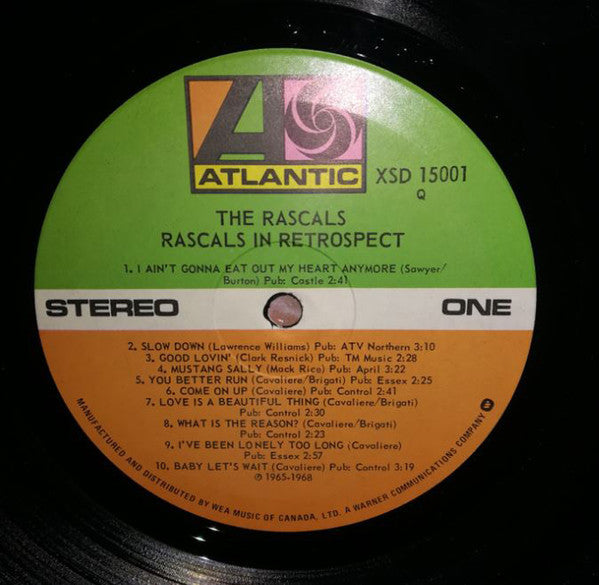 ATLANTIC
XSD 15001
Q
THE RASCALS
RASCALS IN RETROSPECT
1. I AIN'T GONNA EAT OUT MY HEART ANYMORE (Sawyer/
Burton) Pub: Castle 2:41
STEREO
ONE
2. SLOW DOWN (Lawrence Williams) Pub: ATV Northern 3:10
3. GOOD LOVIN' (Clark Resnick) Pub: TM Music 2:28
4. MUSTANG SALLY (Mack Rice) Pub: April 3:22
5. YOU BETTER RUN (Cavaliere/Brigati) Pub: Essex 2:25
6. COME ON UP (Cavaliere) Pub: Control 2:41
7. LOVE IS A BEAUTIFUL THING (Cavaliere/Brigati)
Pub: Control 2:30
8. WHAT IS THE REASON? (Cavaliere/Brigati)
Pub: Control 2:23
9. I'VE BEEN LONELY TOO LONG (Cavaliere)
Pub: Essex 2:57
10. BABY LET'S WAIT (Cavaliere) Pub: Control 3:19
℗ 1965-1968
MANUFACTURED AND DISTRIBUTED BY WEA MUSIC OF CANADA, LTD. A WARNER COMMUNICATIONS COMPANY